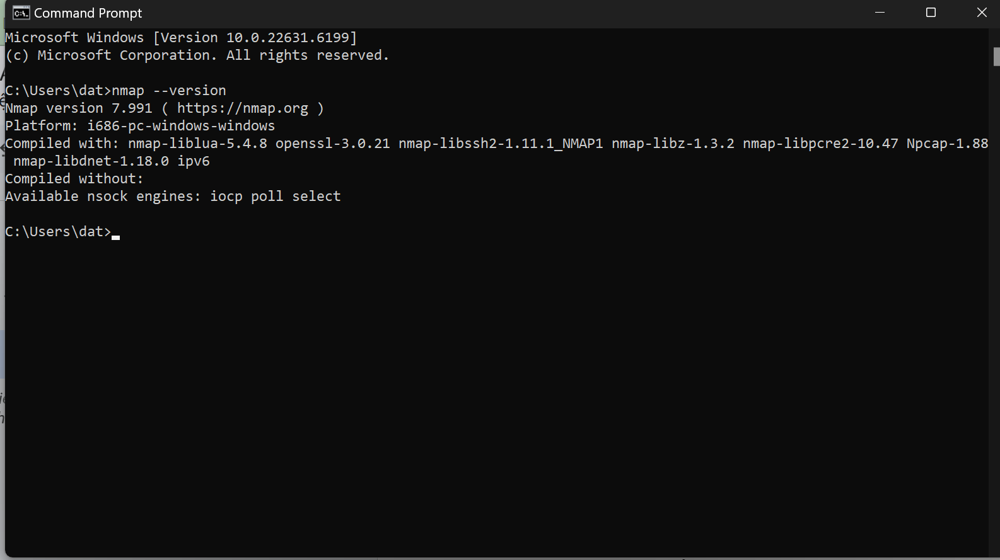 Command Prompt
Microsoft Windows [Version 10.0.22631.6199]
(c) Microsoft Corporation. All rights reserved.
C:\Users\dat>nmap --version
Nmap version 7.991 ( https://nmap.org )
Platform: i686-pc-windows-windows
Compiled with: nmap-liblua-5.4.8 openssl-3.0.21 nmap-libssh2-1.11.1_NMAP1 nmap-libz-1.3.2 nmap-libpcre2-10.47 Npcap-1.88
 nmap-libdnet-1.18.0 ipv6
Compiled without:
Available nsock engines: iocp poll select
C:\Users\dat>